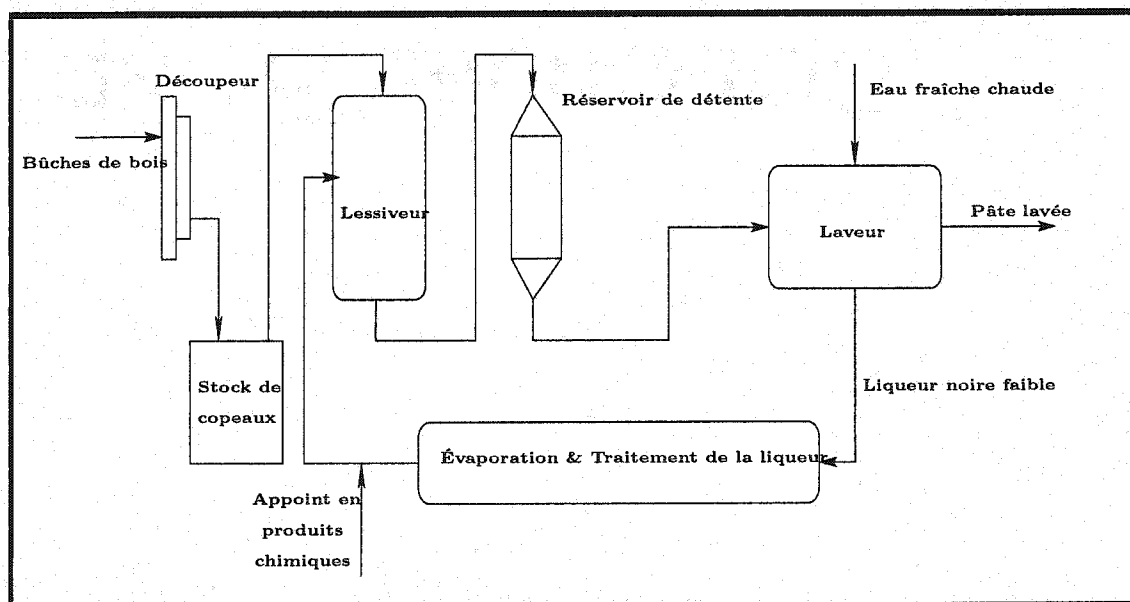 Découpeur
Bûches de bois
Stock de
copeaux
Lessiveur
Réservoir de détente
Eau fraîche chaude
Laveur
Pâte lavée
Liqueur noire faible
Évaporation & Traitement de la liqueur
Appoint en
produits
chimiques